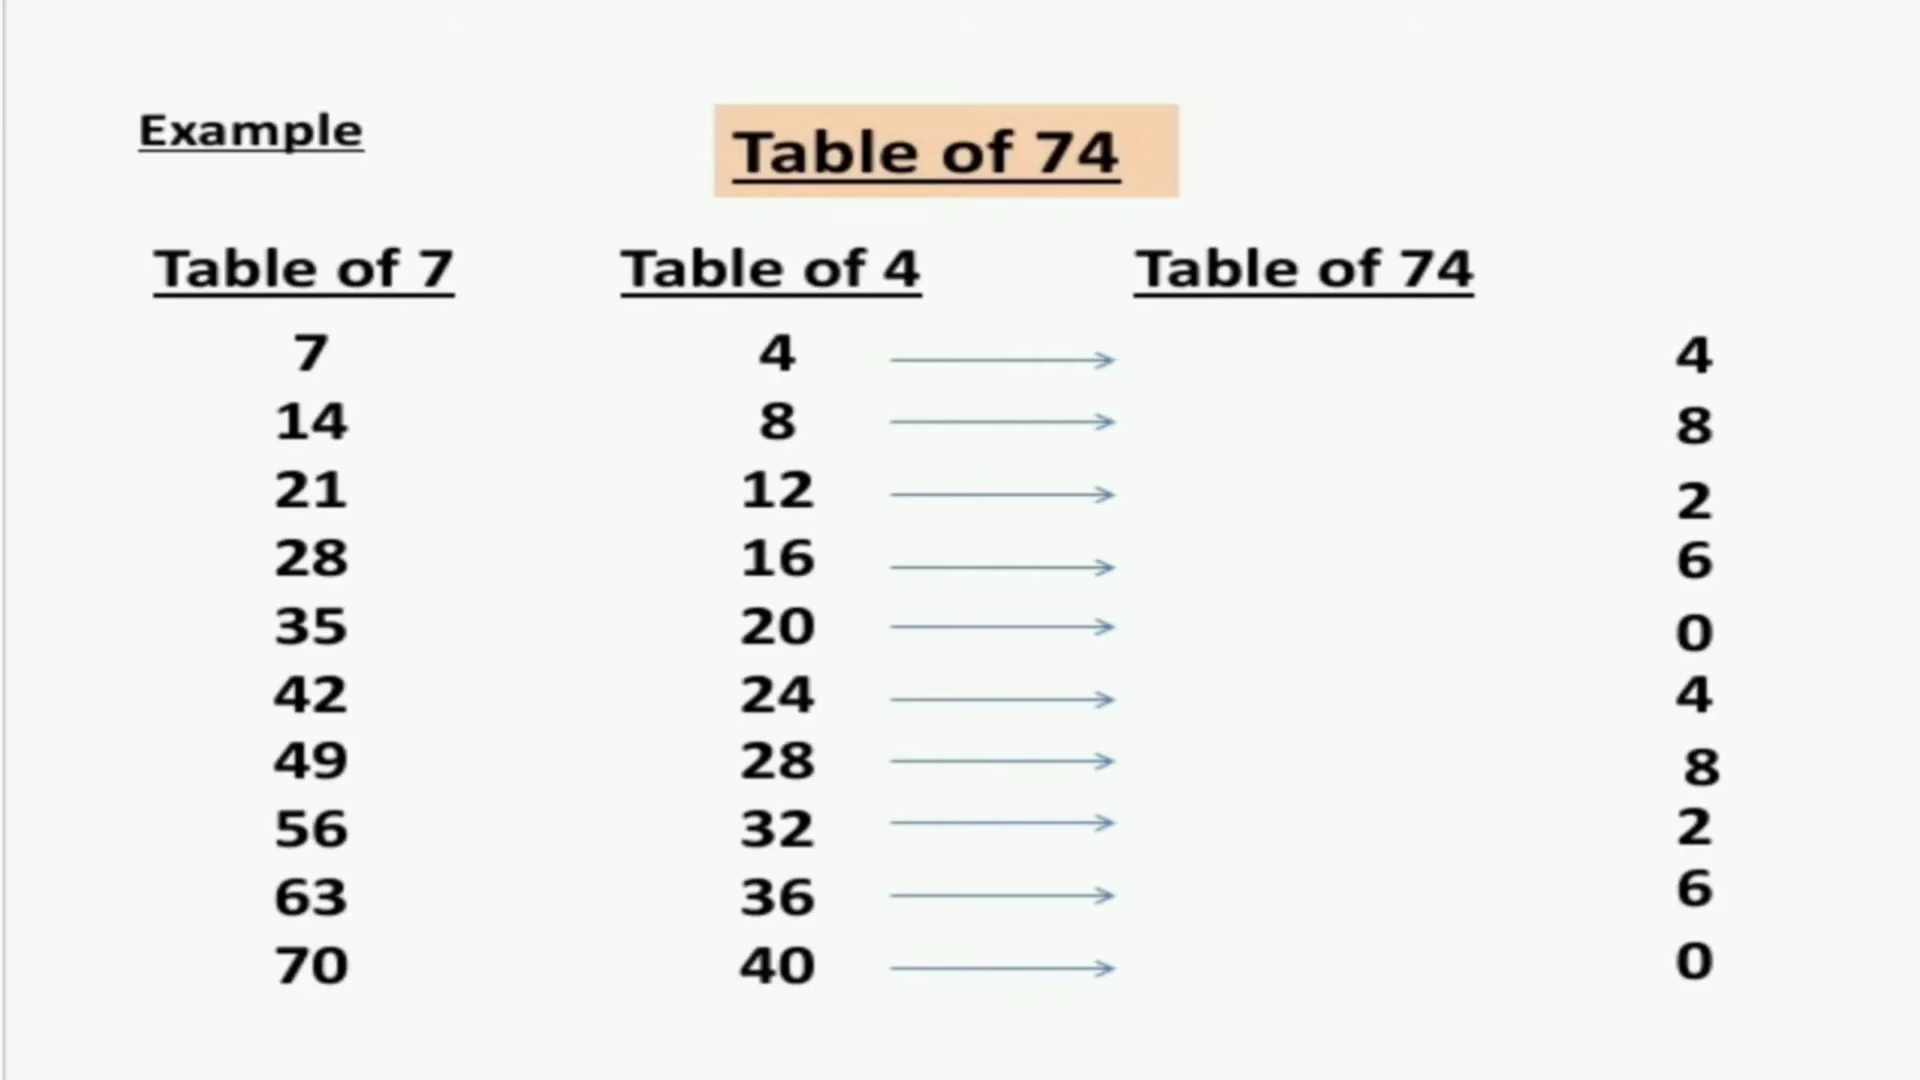 Example
Table of 74
Table of 7 Table of 4 Table of 74
7 4 4
14 8 8
21 12 2
28 16 6
35 20 0
42 24 4
49 28 8
56 32 2
63 36 6
70 40 0